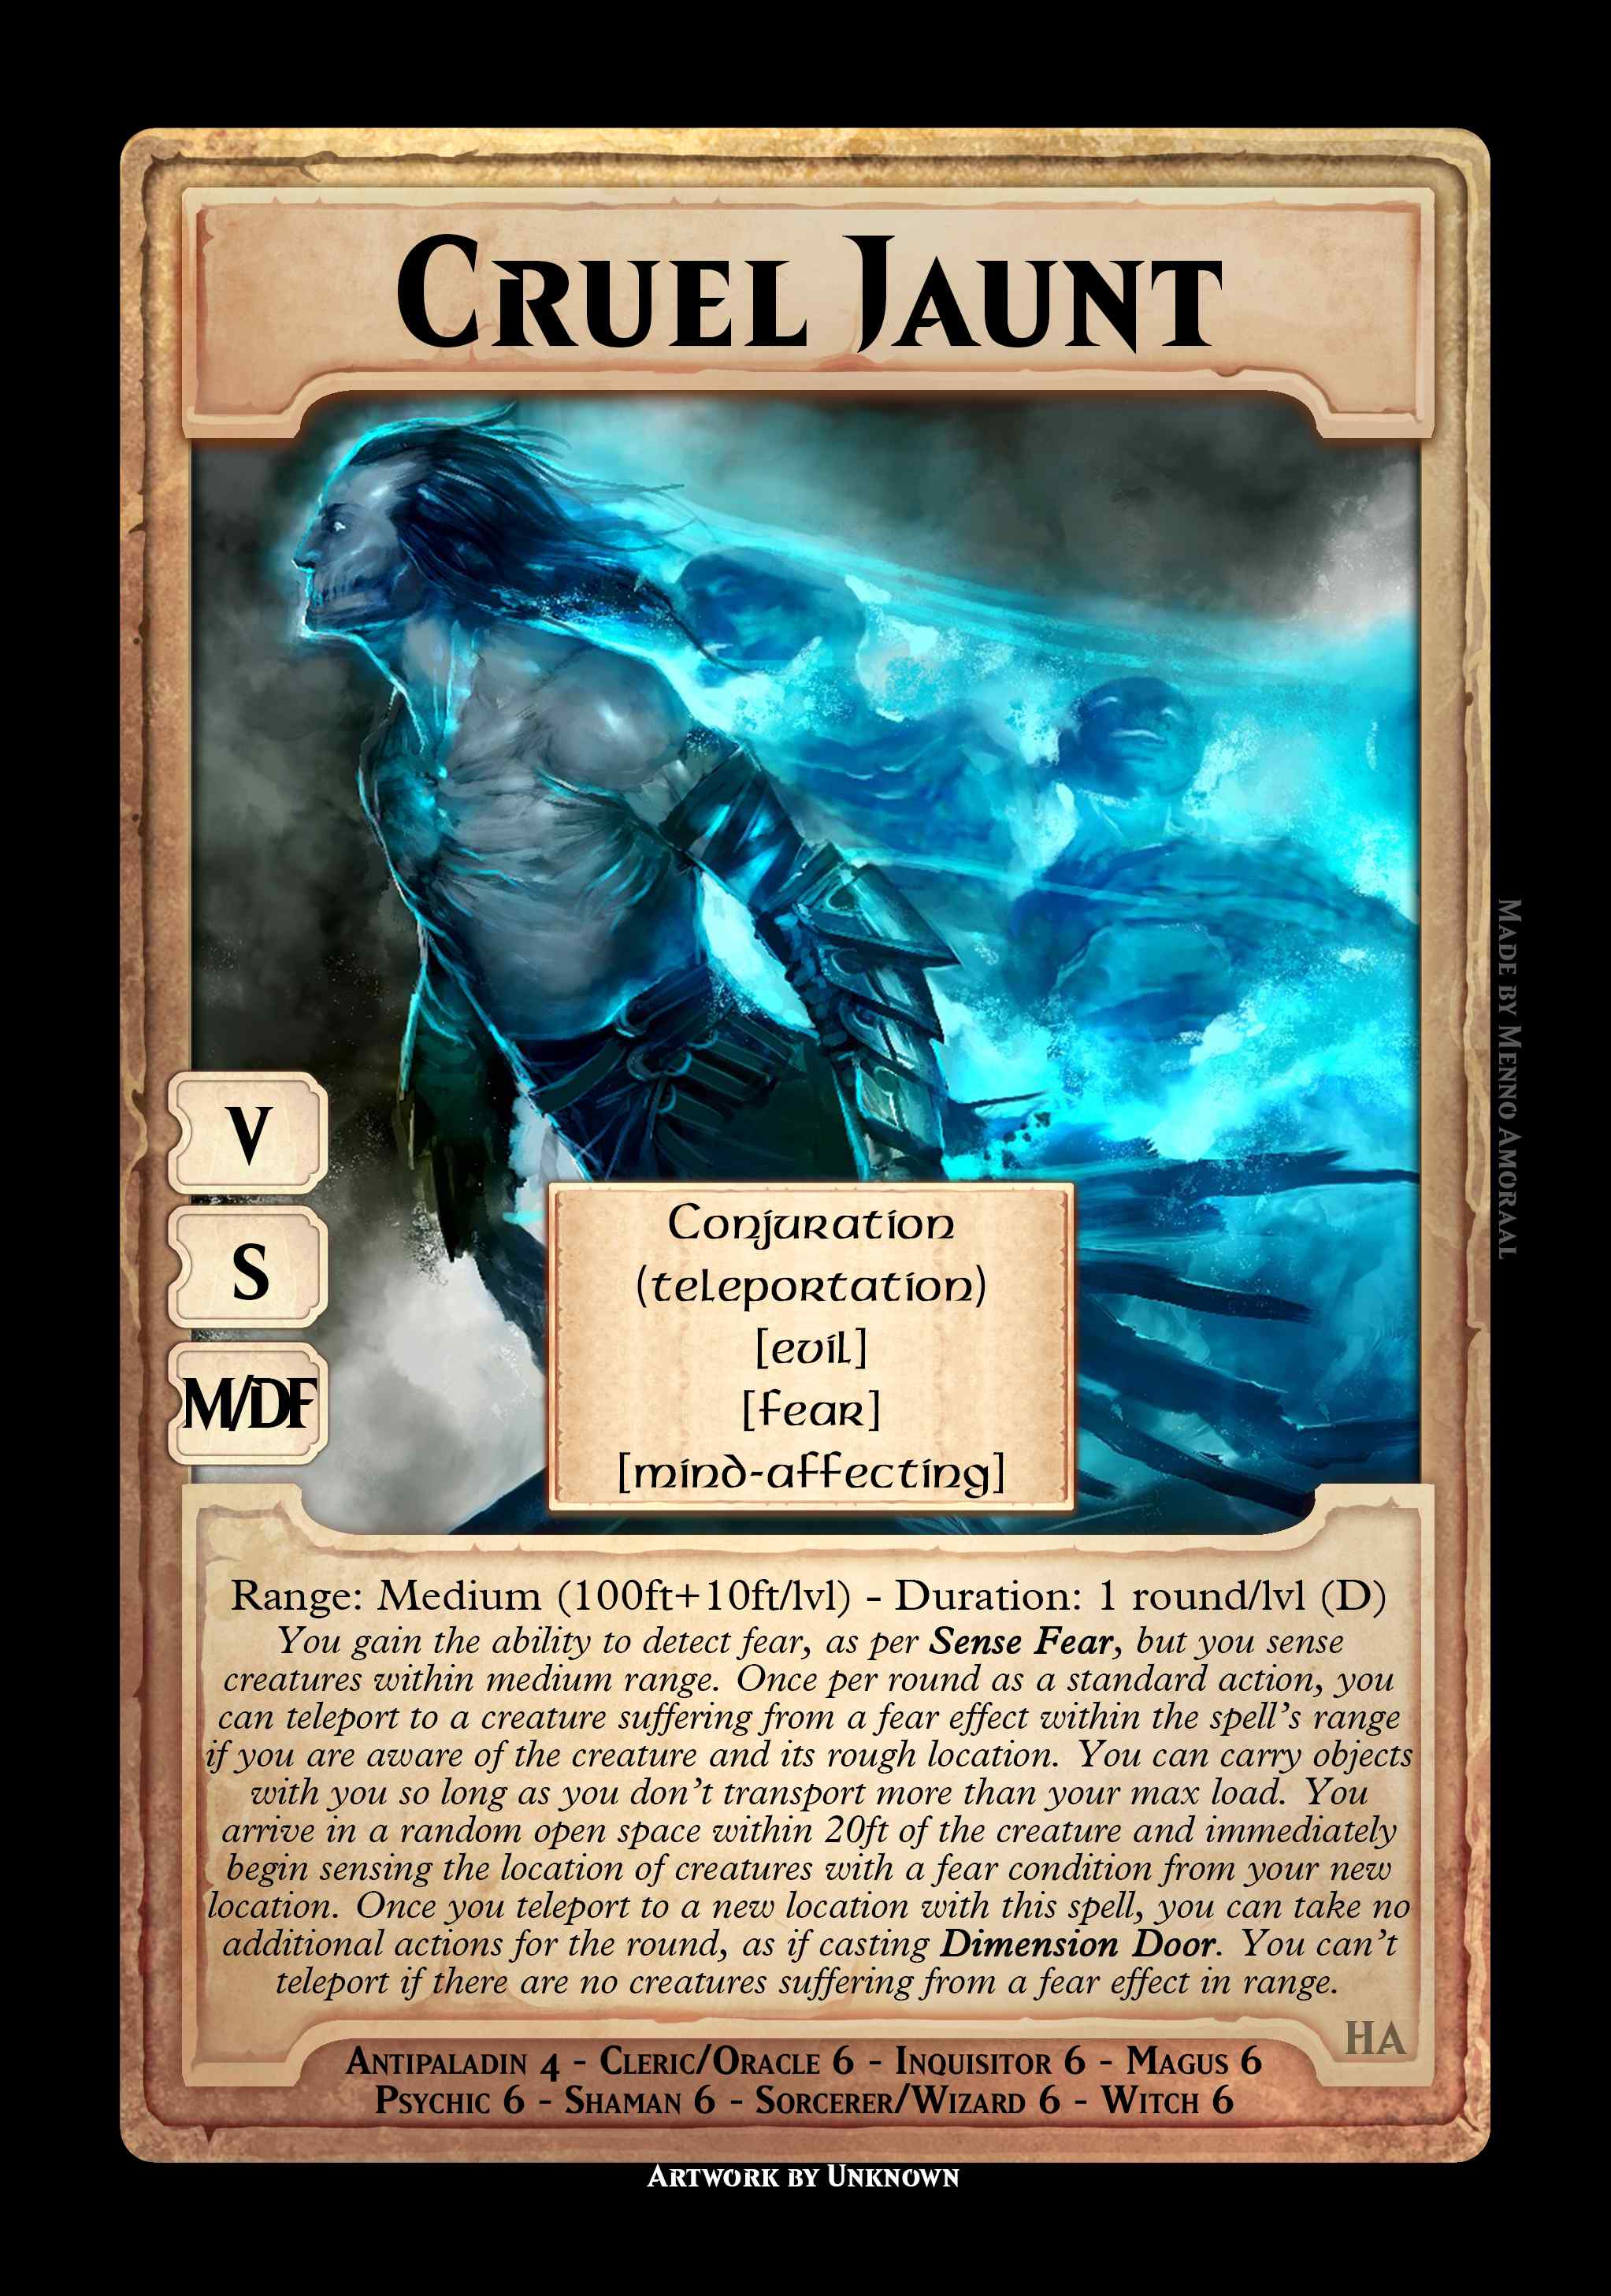 Cruel Jaunt
Made by Menno Amoraal
V
S
M/DF
Conjuration
(teleportation)
[evil]
[fear]
[mind-affecting]
Range: Medium (100ft+10ft/lvl) - Duration: 1 round/lvl (D)
You gain the ability to detect fear, as per Sense Fear, but you sense
creatures within medium range. Once per round as a standard action, you
can teleport to a creature suffering from a fear effect within the spell's range
if you are aware of the creature and its rough location. You can carry objects
with you so long as you don't transport more than your max load. You
arrive in a random open space within 20ft of the creature and immediately
begin sensing the location of creatures with a fear condition from your new
location. Once you teleport to a new location with this spell, you can take no
additional actions for the round, as if casting Dimension Door. You can't
teleport if there are no creatures suffering from a fear effect in range.
HA
Antipaladin 4 - Cleric/Oracle 6 - Inquisitor 6 - Magus 6
Psychic 6 - Shaman 6 - Sorcerer/Wizard 6 - Witch 6
Artwork by Unknown